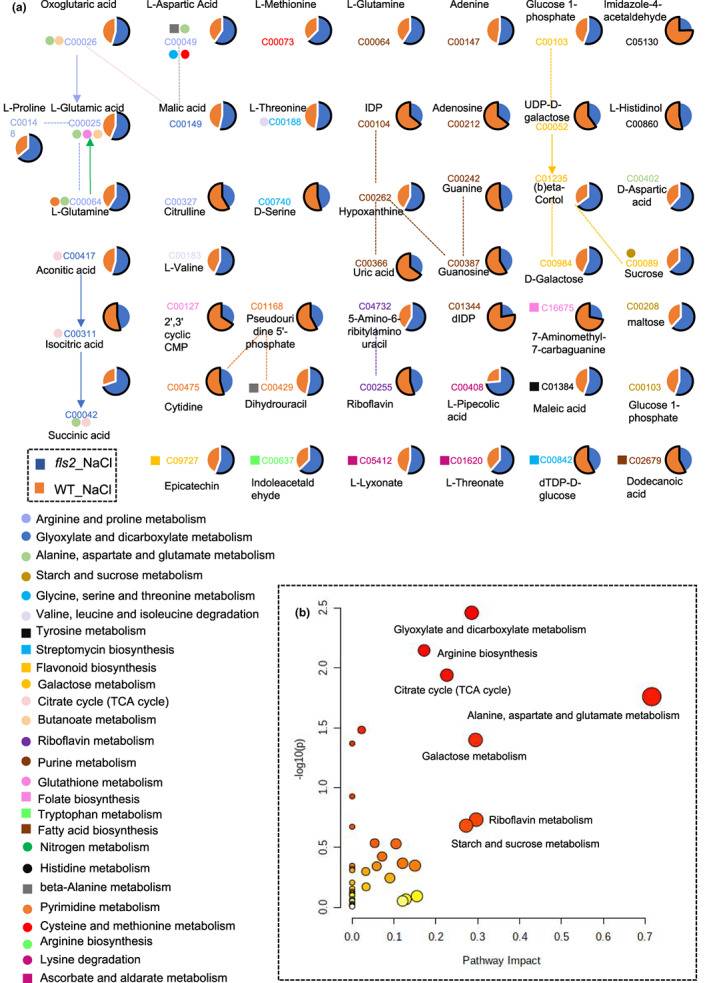 (a)
Oxoglutaric acid
L-Aspartic Acid
L-Methionine
L-Glutamine
Adenine
Glucose 1-
phosphate
Imidazole-4-
acetaldehyde
C00026
C00049
C00073
C00064
C00147
C00103
C05130
L-Proline
L-Glutamic acid
Malic acid
L-Threonine
IDP
Adenosine
UDP-D-
galactose
L-Histidinol
C0014
8
C00025
C00149
C00188
C00104
C00212
C00052
C00860
C00064
L-Glutamine
C00327
Citrulline
C00740
D-Serine
C00262
Hypoxanthine
C00242
Guanine
C01235
(b)eta-
Cortol
C00402
D-Aspartic
acid
C00417
Aconitic acid
C00183
L-Valine
C00366
Uric acid
C00387
Guanosine
C00984
D-Galactose
C00089
Sucrose
C00311
Isocitric acid
C00127
2',3'
cyclic
CMP
C01168
Pseudouri
dine 5'-
phosphate
C04732
5-Amino-6-
ribitylamino
uracil
C01344
dIDP
C16675
7-Aminomethyl-
7-carbaguanine
C00208
maltose
C00042
Succinic acid
C00475
Cytidine
C00429
Dihydrouracil
C00255
Riboflavin
C00408
L-Pipecolic
acid
C01384
Maleic acid
C00103
Glucose 1-
phosphate
fls2_NaCl
WT_NaCl
C09727
Epicatechin
C00637
Indoleacetald
ehyde
C05412
L-Lyxonate
C01620
L-Threonate
C00842
dTDP-D-
glucose
C02679
Dodecanoic
acid
Arginine and proline metabolism
Glyoxylate and dicarboxylate metabolism
Alanine, aspartate and glutamate metabolism
Starch and sucrose metabolism
Glycine, serine and threonine metabolism
Valine, leucine and isoleucine degradation
Tyrosine metabolism
Streptomycin biosynthesis
Flavonoid biosynthesis
Galactose metabolism
Citrate cycle (TCA cycle)
Butanoate metabolism
Riboflavin metabolism
Purine metabolism
Glutathione metabolism
Folate biosynthesis
Tryptophan metabolism
Fatty acid biosynthesis
Nitrogen metabolism
Histidine metabolism
beta-Alanine metabolism
Pyrimidine metabolism
Cysteine and methionine metabolism
Arginine biosynthesis
Lysine degradation
Ascorbate and aldarate metabolism
(b)
2.5
2.0
1.5
1.0
0.5
0.0
-log10(p)
Glyoxylate and dicarboxylate metabolism
Arginine biosynthesis
Citrate cycle (TCA cycle)
Alanine, aspartate and glutamate metabolism
Galactose metabolism
Riboflavin metabolism
Starch and sucrose metabolism
0.0
0.1
0.2
0.3
0.4
0.5
0.6
0.7
Pathway Impact